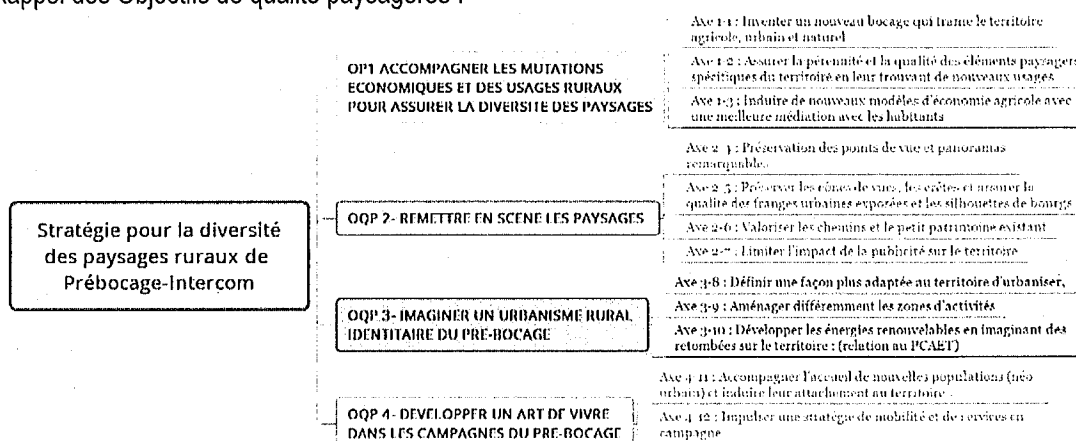 Rappel des Objectifs de qualité paysagères :
Stratégie pour la diversité
des paysages ruraux de
Prébocage-Intercom
OP1 ACCOMPAGNER LES MUTATIONS
ECONOMIQUES ET DES USAGES RURAUX
POUR ASSURER LA DIVERSITE DES PAYSAGES
Axe 1-1 : Inventer un nouveau bocage qui trame le territoire
agricole, urbain et naturel
Axe 1-2 : Assurer la pérennité et la qualité des éléments paysagers
spécifiques du territoire en leur trouvant de nouveaux usages
Axe 1-3 : Induire de nouveaux modèles d'économie agricole avec
une meilleure médiation avec les habitants
OQP 2- REMETTRE EN SCENE LES PAYSAGES
Axe 2-4 : Préservation des points de vue et panoramas
remarquables.
Axe 2-5 : Préserver les cônes de vues, les crêtes et assurer la
qualité des franges urbaines exposées et les silhouettes de bourgs
Axe 2-6 : Valoriser les chemins et le petit patrimoine existant
Axe 2-7 : Limiter l'impact de la publicité sur le territoire
OQP 3- IMAGINER UN URBANISME RURAL
IDENTITAIRE DU PRE-BOCAGE
Axe 3-8 : Définir une façon plus adaptée au territoire d'urbaniser,
Axe 3-9 : Aménager différemment les zones d'activités
Axe 3-10 : Développer les énergies renouvelables en imaginant des
retombées sur le territoire : (relation au PCAET)
OQP 4- DEVELOPPER UN ART DE VIVRE
DANS LES CAMPAGNES DU PRE-BOCAGE
Axe 4-11 : Accompagner l'accueil de nouvelles populations (néo
urbain) et induire leur attachement au territoire .
Axe 4-12 : Impulser une stratégie de mobilité et de services en
campagne